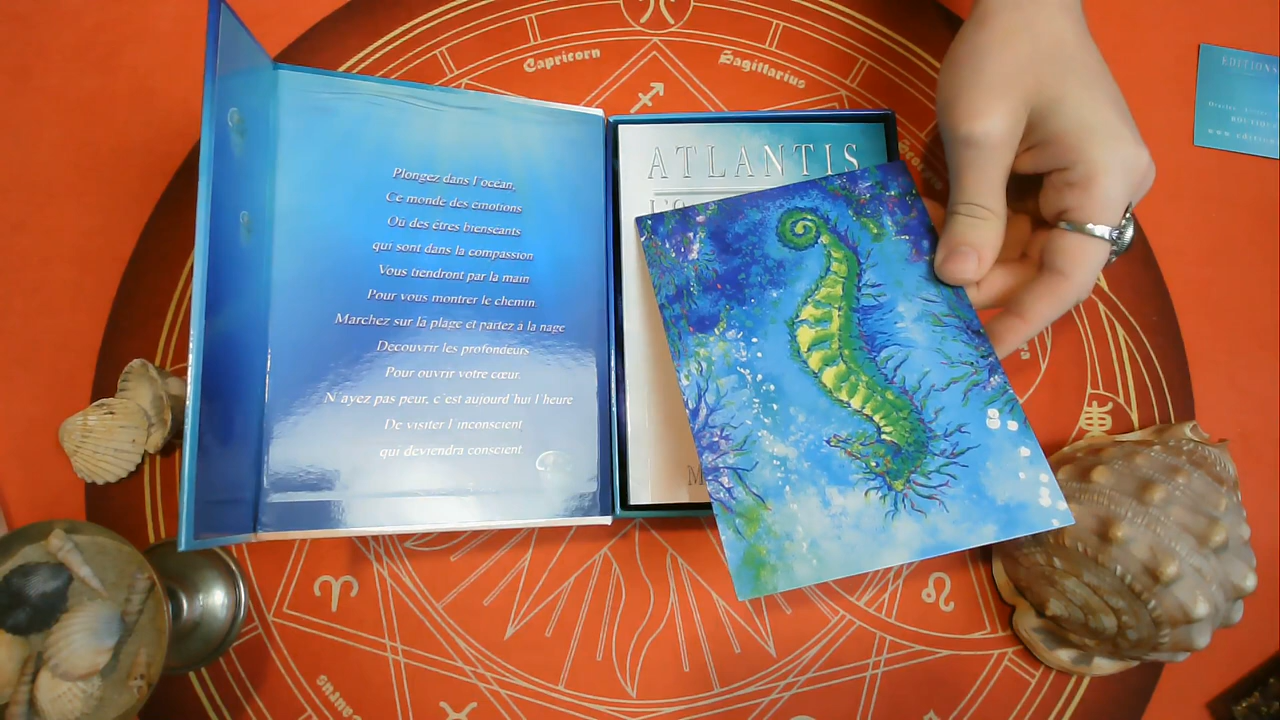 Capricorn
Sagittarius
Plongez dans l'océan,
Ce monde des émotions
Où des êtres bienséants
qui sont dans la compassion
Vous tiendront par la main
Pour vous montrer le chemin.
Marchez sur la plage et partez à la nage
Découvrir les profondeurs
Pour ouvrir votre cœur.
N'ayez pas peur, c'est aujourd'hui l'heure
De visiter l'inconscient
qui deviendra conscient.
ATLANTIS
L'O
M
EDITIONS
Oracles
BOUTIQU
Taurus